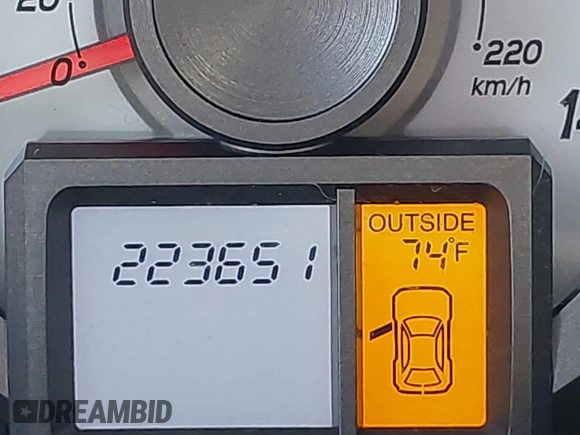 20
0
220
km/h
OUTSIDE
74°F
223651
DREAMBID